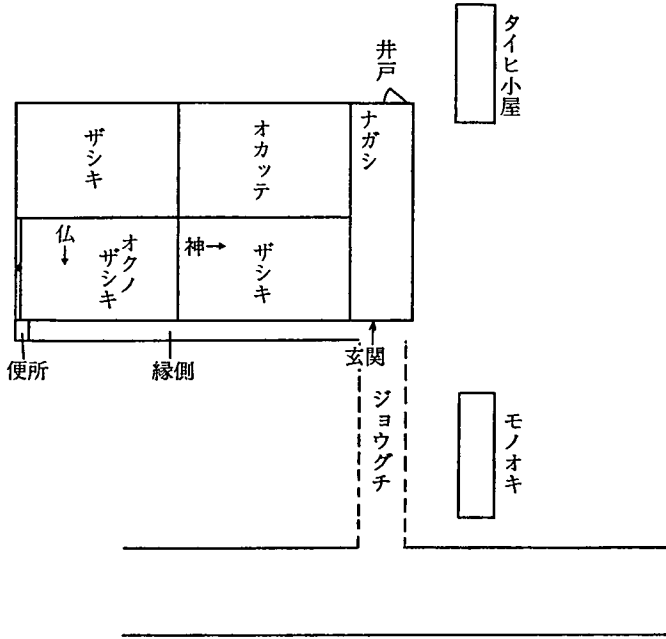 タイヒ小屋
井戸
ナガシ
オカッテ
ザシキ
ザシキ
神→
オクノ
ザシキ
仏
↓
玄関
縁側
便所
ジョウグチ
モノオキ